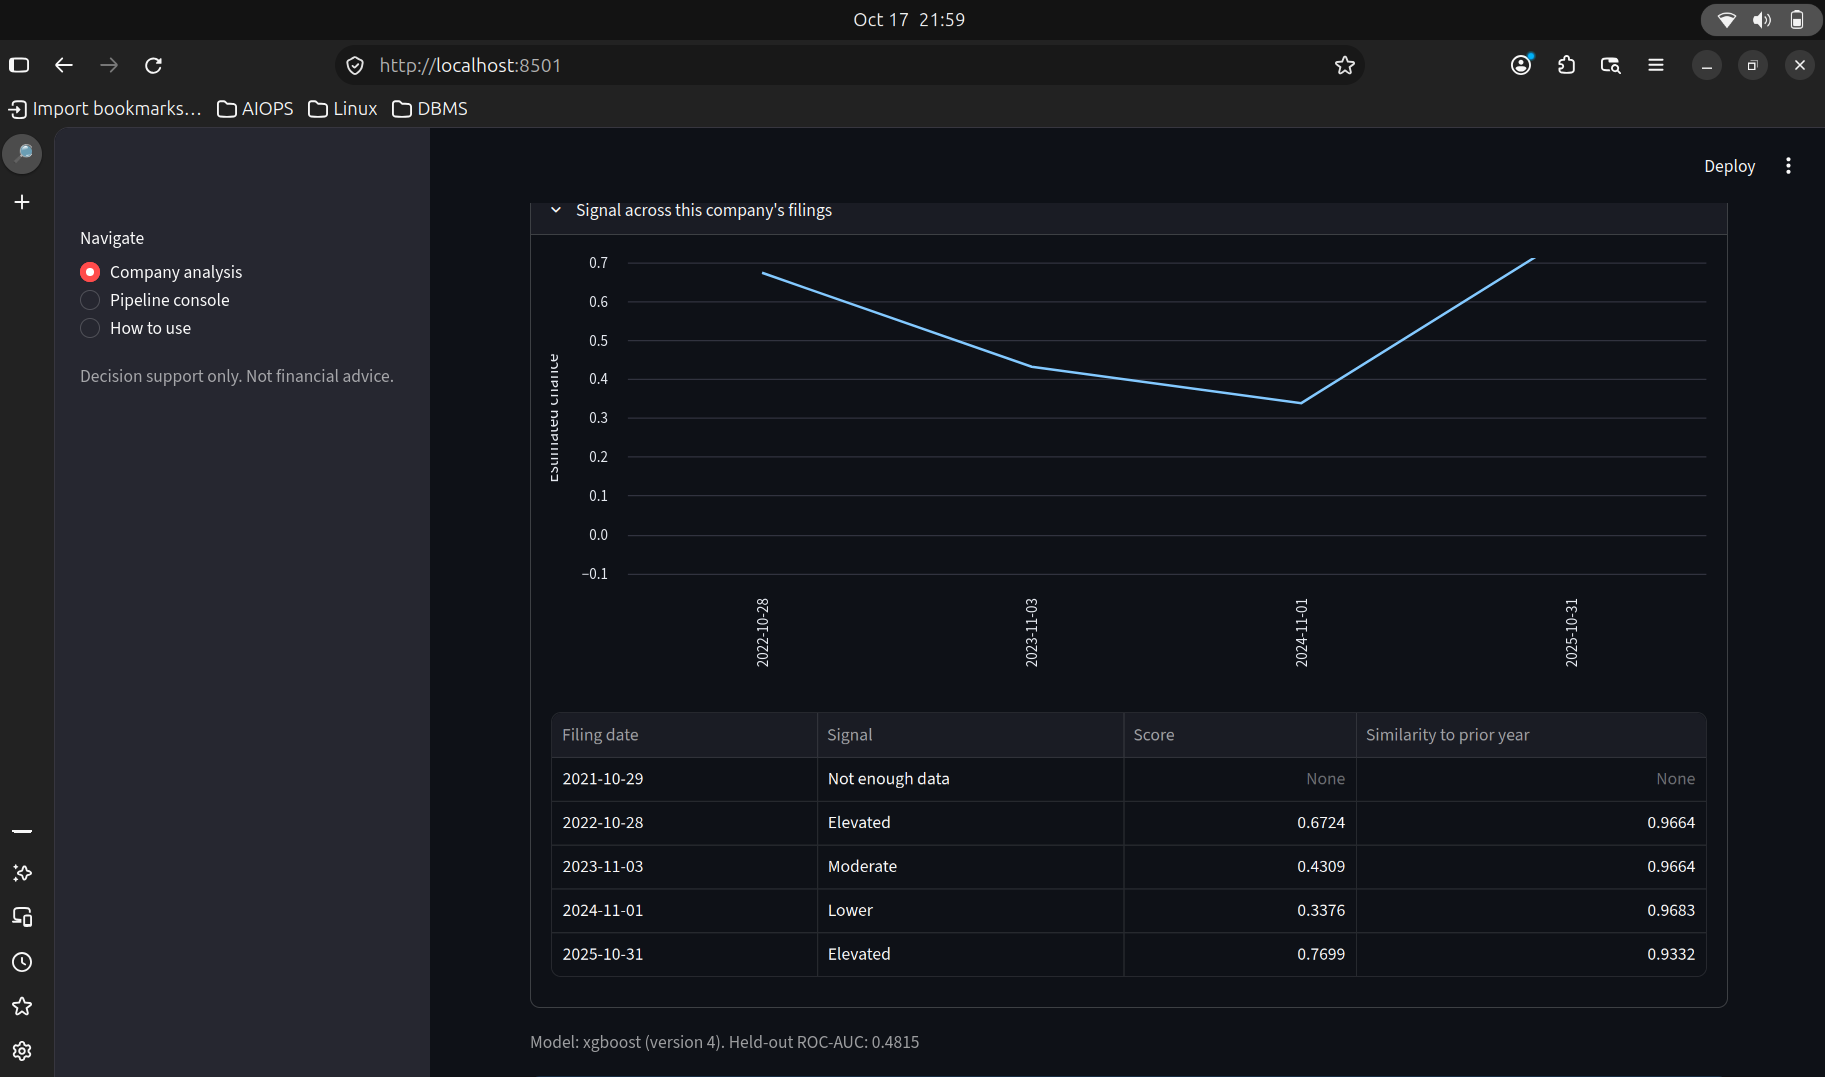 Oct 17 21:59
http://localhost:8501
Import bookmarks... AIOPS Linux DBMS
Deploy
Navigate
Company analysis
Pipeline console
How to use
Decision support only. Not financial advice.
Signal across this company's filings
Estimated chance
0.7
0.6
0.5
0.4
0.3
0.2
0.1
0.0
−0.1
2022-10-28 2023-11-03 2024-11-01 2025-10-31
Filing date Signal Score Similarity to prior year
2021-10-29 Not enough data None None
2022-10-28 Elevated 0.6724 0.9664
2023-11-03 Moderate 0.4309 0.9664
2024-11-01 Lower 0.3376 0.9683
2025-10-31 Elevated 0.7699 0.9332
Model: xgboost (version 4). Held-out ROC-AUC: 0.4815